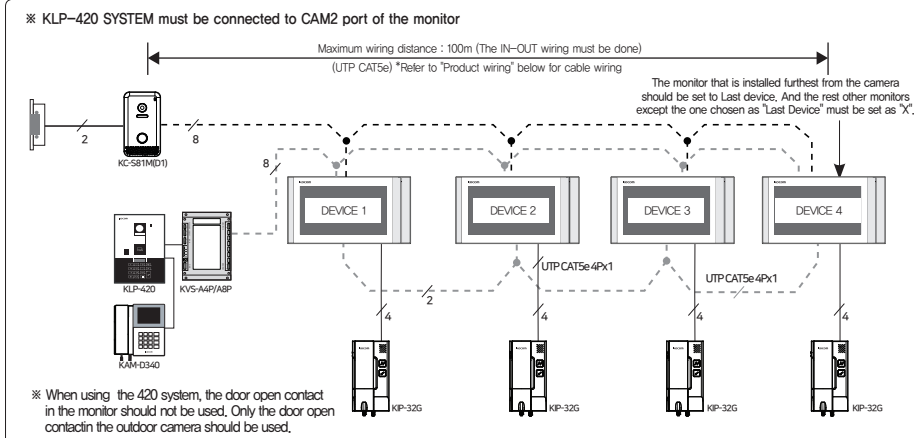 ※ KLP-420 SYSTEM must be connected to CAM2 port of the monitor
Maximum wiring distance : 100m (The IN-OUT wiring must be done)
(UTP CAT5e) *Refer to "Product wiring" below for cable wiring
The monitor that is installed furthest from the camera
should be set to Last device, And the rest other monitors
except the one chosen as "Last Device" must be set as "X".
2
8
KC-S81M(D1)
8
DEVICE 1
DEVICE 2
DEVICE 3
DEVICE 4
KLP-420
KVS-A4P/A8P
2
UTP CAT5e 4Px1
UTP CAT5e 4Px1
4
4
4
4
KAM-D340
KIP-32G
KIP-32G
KIP-32G
KIP-32G
※ When using the 420 system, the door open contact
in the monitor should not be used, Only the door open
contactin the outdoor camera should be used,